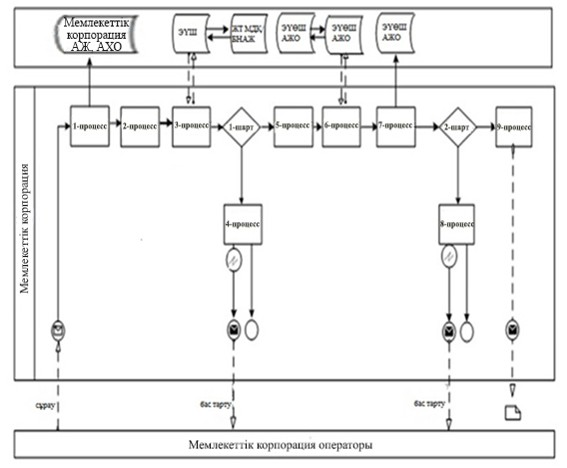 Мемлекеттік
корпорация
АЖ, АХО
ЭҮШ
ЖТ МДҚ,
БНАЖ
ЭҮӨШ
АЖО
ЭҮӨШ
АЖО
ЭҮӨШ
АЖО
Мемлекеттік корпорация
1-процесс
2-процесс
3-процесс
1-шарт
5-процесс
6-процесс
7-процесс
2-шарт
9-процесс
4-процесс
8-процесс
сұрау
бас тарту
бас тарту
Мемлекеттік корпорация операторы